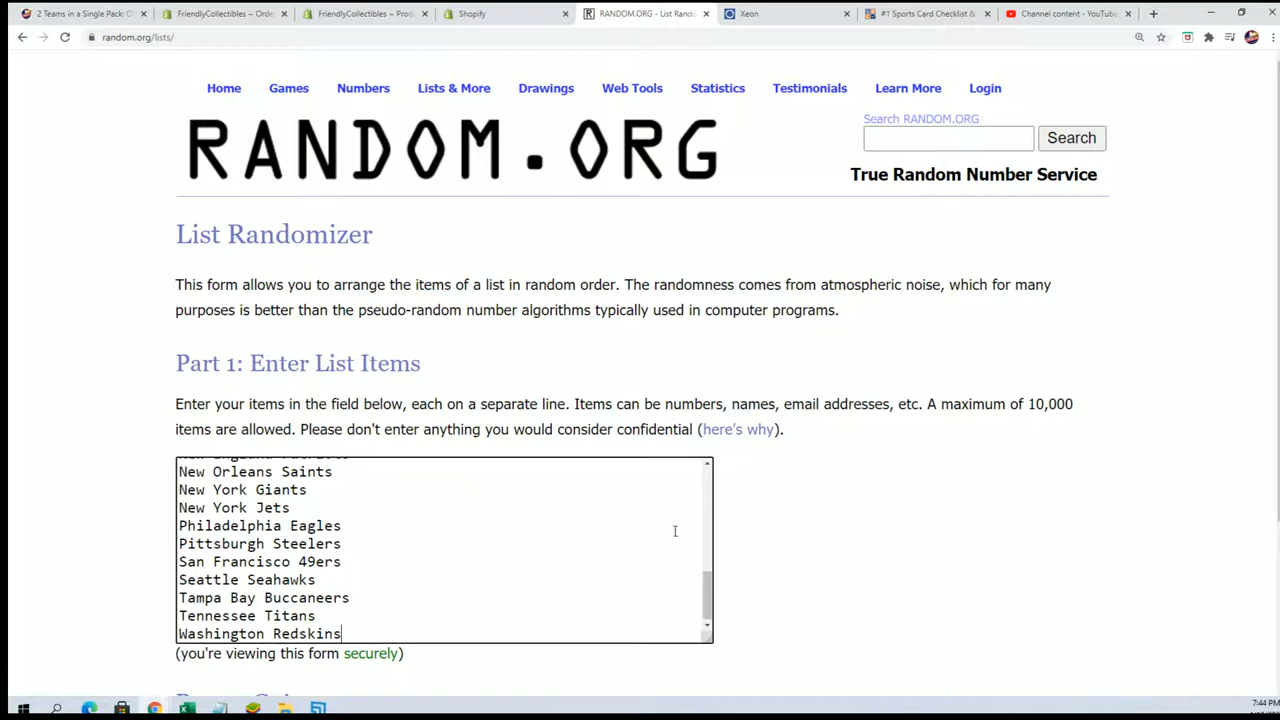 2 Teams in a Single Pack: O
FriendlyCollectibles ~ Orde
FriendlyCollectibles ~ Prod
Shopify
RANDOM.ORG - List Rando
Xeon
#1 Sports Card Checklist &
Channel content - YouTube
random.org/lists/
Home Games Numbers Lists & More Drawings Web Tools Statistics Testimonials Learn More Login
RANDOM.ORG
Search RANDOM.ORG
Search
True Random Number Service
List Randomizer
This form allows you to arrange the items of a list in random order. The randomness comes from atmospheric noise, which for many
purposes is better than the pseudo-random number algorithms typically used in computer programs.
Part 1: Enter List Items
Enter your items in the field below, each on a separate line. Items can be numbers, names, email addresses, etc. A maximum of 10,000
items are allowed. Please don't enter anything you would consider confidential (here's why).
New Orleans Saints
New York Giants
New York Jets
Philadelphia Eagles
Pittsburgh Steelers
San Francisco 49ers
Seattle Seahawks
Tampa Bay Buccaneers
Tennessee Titans
Washington Redskins
(you're viewing this form securely)
7:44 PM